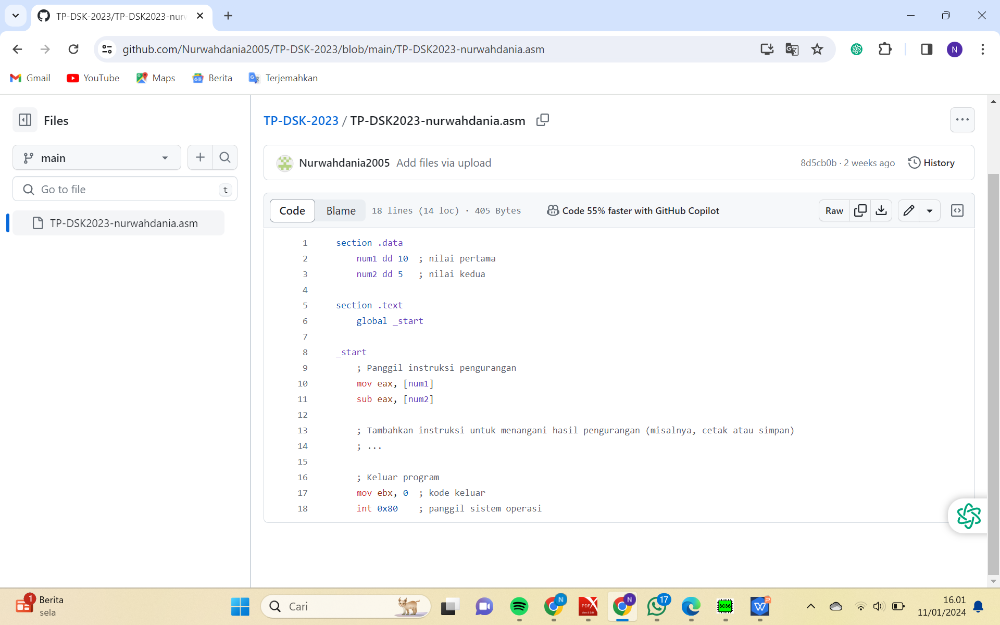 TP-DSK-2023/TP-DSK2023-nurw
github.com/Nurwahdania2005/TP-DSK-2023/blob/main/TP-DSK2023-nurwahdania.asm
N
Gmail YouTube Maps Berita Terjemahkan
Files
main
Go to file t
TP-DSK2023-nurwahdania.asm
TP-DSK-2023 / TP-DSK2023-nurwahdania.asm
Nurwahdania2005 Add files via upload 8d5cb0b · 2 weeks ago History
Code Blame 18 lines (14 loc) · 405 Bytes Code 55% faster with GitHub Copilot Raw
1 section .data
2 num1 dd 10 ; nilai pertama
3 num2 dd 5 ; nilai kedua
4
5 section .text
6 global _start
7
8 _start
9 ; Panggil instruksi pengurangan
10 mov eax, [num1]
11 sub eax, [num2]
12
13 ; Tambahkan instruksi untuk menangani hasil pengurangan (misalnya, cetak atau simpan)
14 ; ...
15
16 ; Keluar program
17 mov ebx, 0 ; kode keluar
18 int 0x80 ; panggil sistem operasi
1 Berita
sela
Cari
N
PDF
N
17
8086
W
P
16.01
11/01/2024